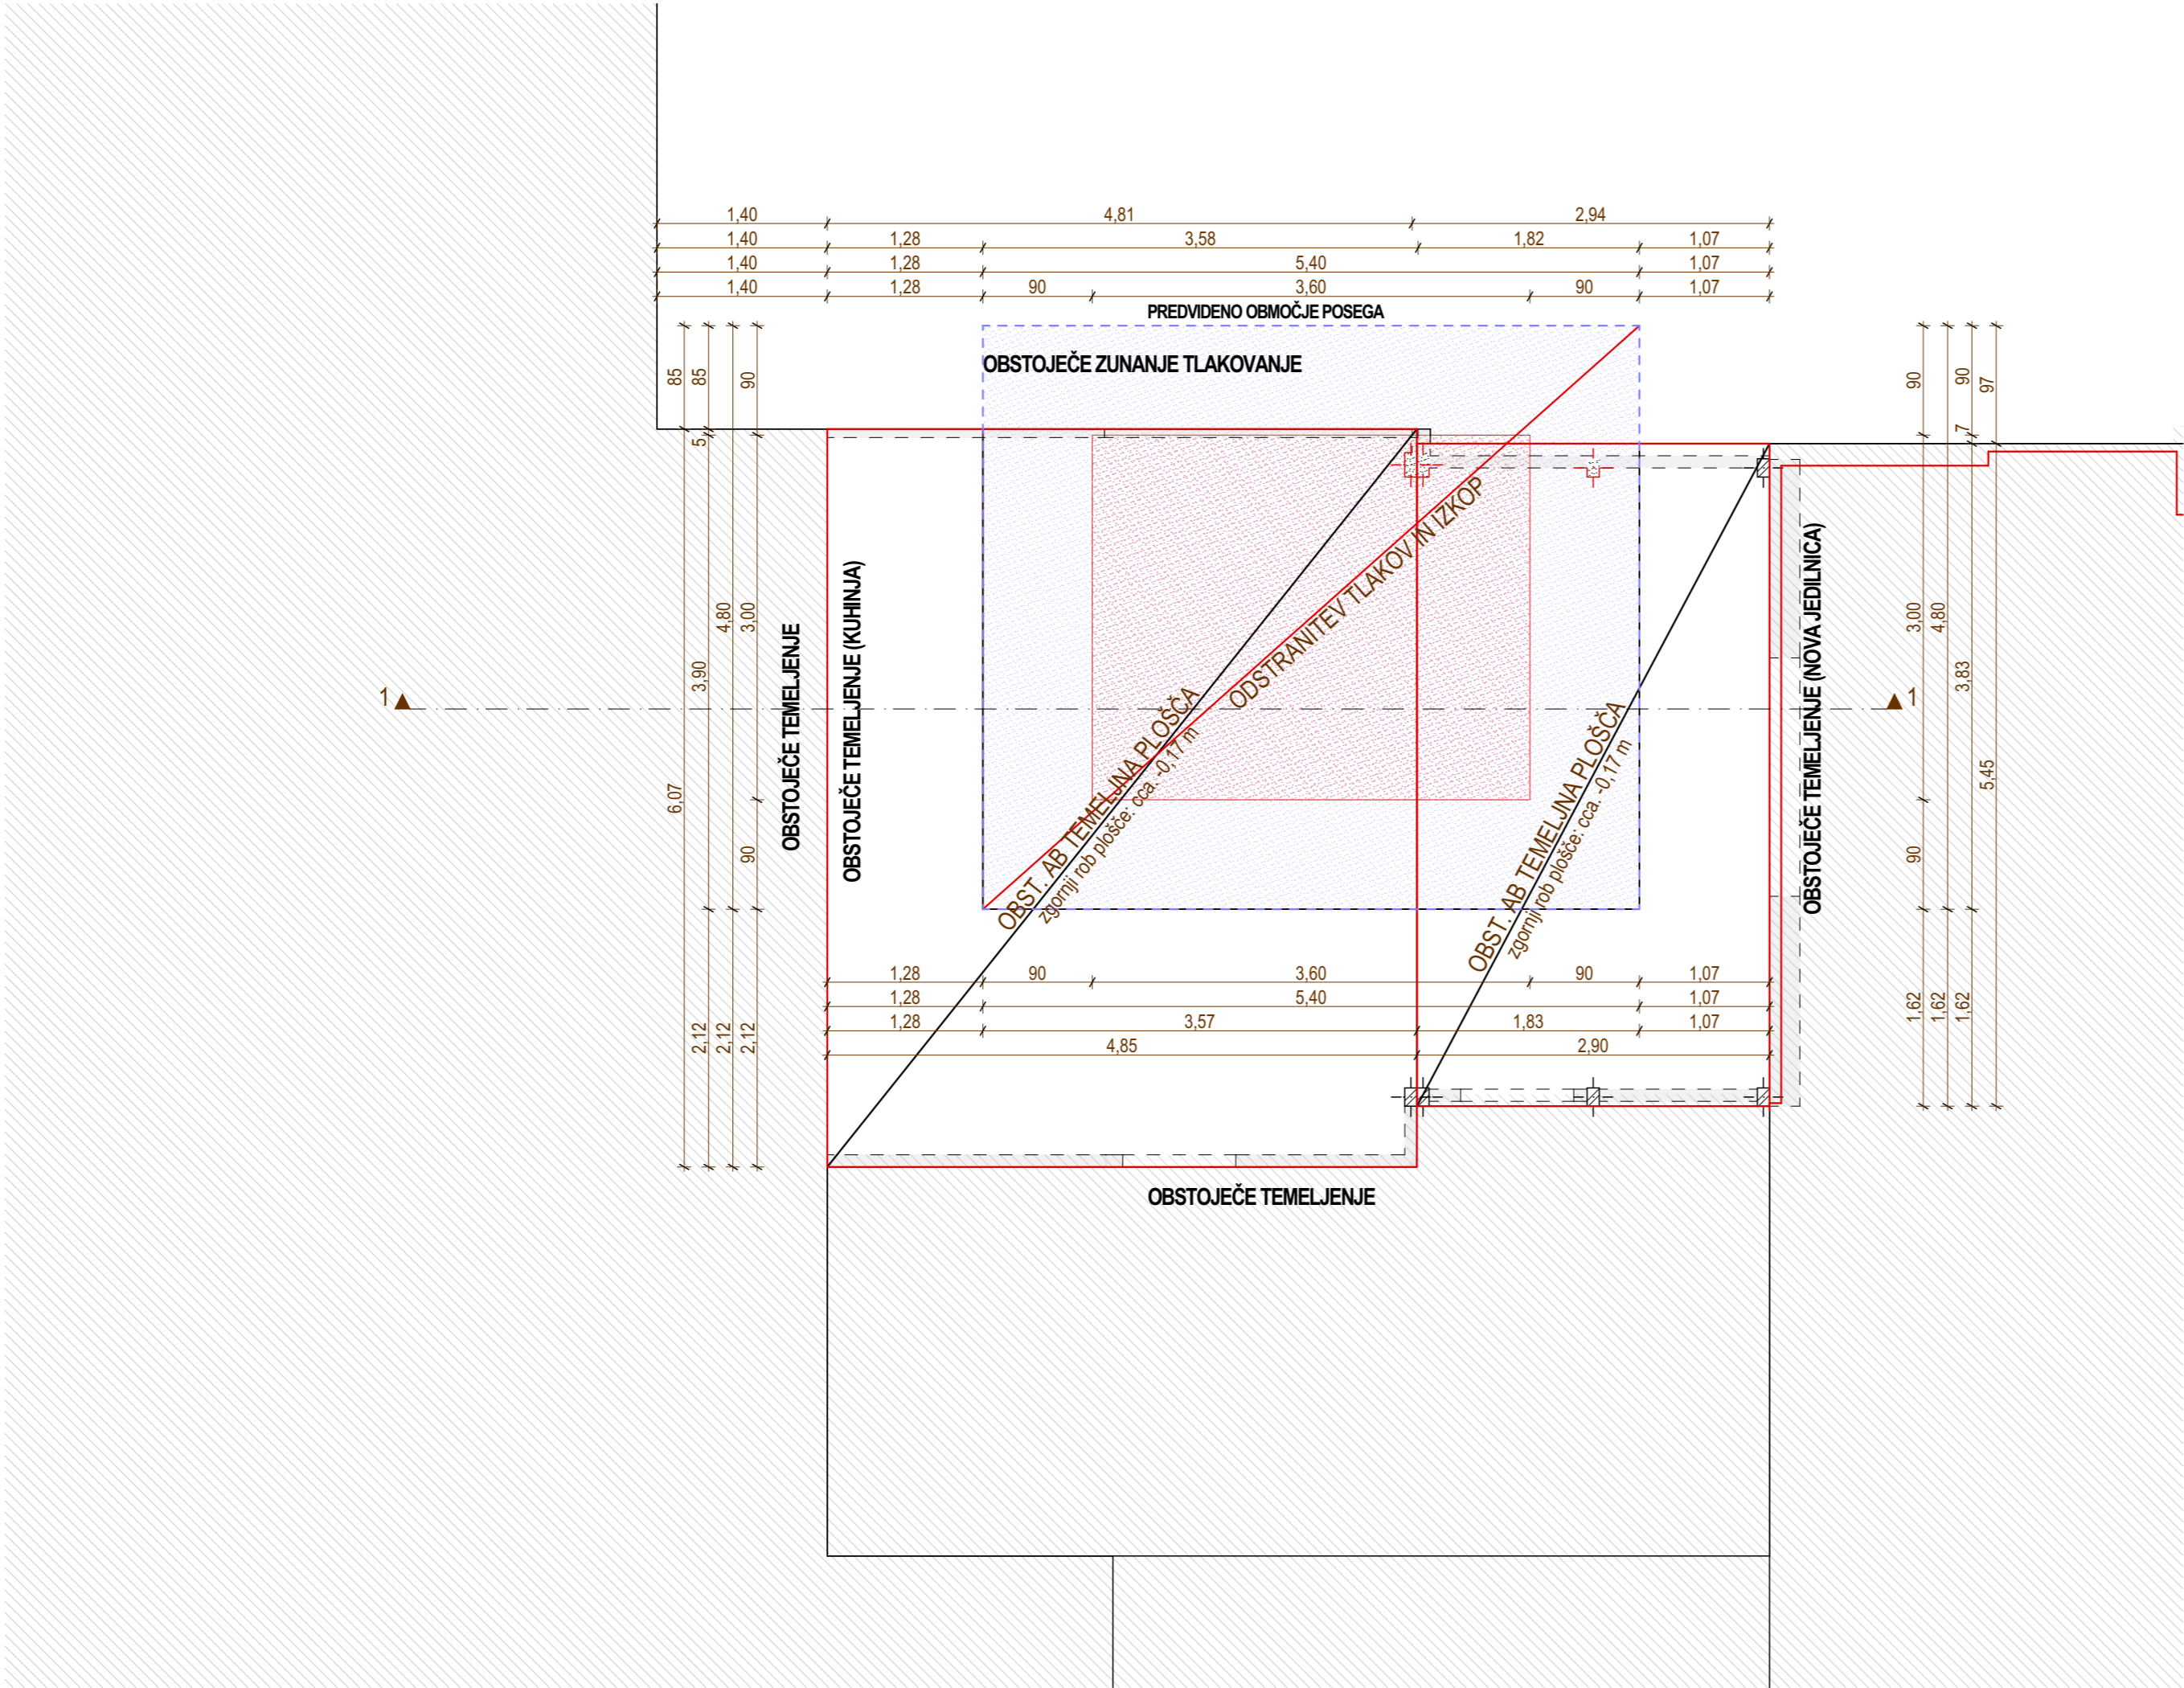 1,40 4,81 2,94
1,40 1,28 3,58 1,82 1,07
1,40 1,28 5,40 1,07
1,40 1,28 90 3,60 90 1,07
PREDVIDENO OBMOČJE POSEGA
OBSTOJEČE ZUNANJE TLAKOVANJE
85 6,07
85 5 3,90 2,12
4,80 2,12
90 3,00 90 2,12
OBSTOJEČE TEMELJENJE
OBSTOJEČE TEMELJENJE (KUHINJA)
1
OBST. AB TEMELJNA PLOŠČA
zgornji rob plošče: cca. -0,17 m
ODSTRANITEV TLAKOV IN IZKOP
OBST. AB TEMELJNA PLOŠČA
zgornji rob plošče: cca. -0,17 m
OBSTOJEČE TEMELJENJE (NOVA JEDILNICA)
1
90 3,00 90 1,62
4,80 1,62
90 7 3,83 1,62
97 5,45
1,28 90 3,60 90 1,07
1,28 5,40 1,07
1,28 3,57 1,83 1,07
4,85 2,90
OBSTOJEČE TEMELJENJE